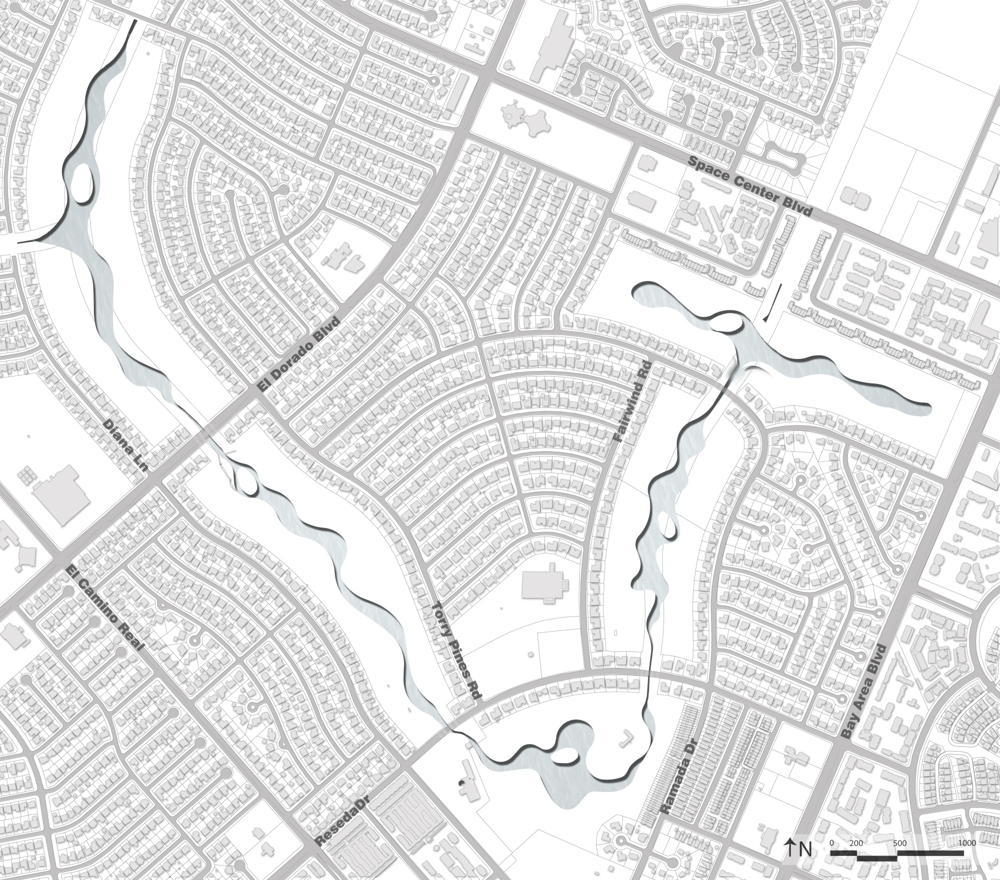 Space Center Blvd
El Dorado Blvd
Fairwind Rd
Diana Ln
El Camino Real
Torry Pines Rd
Bay Area Blvd
Ramada Dr
ResedaDr
N
0 200 500 1000